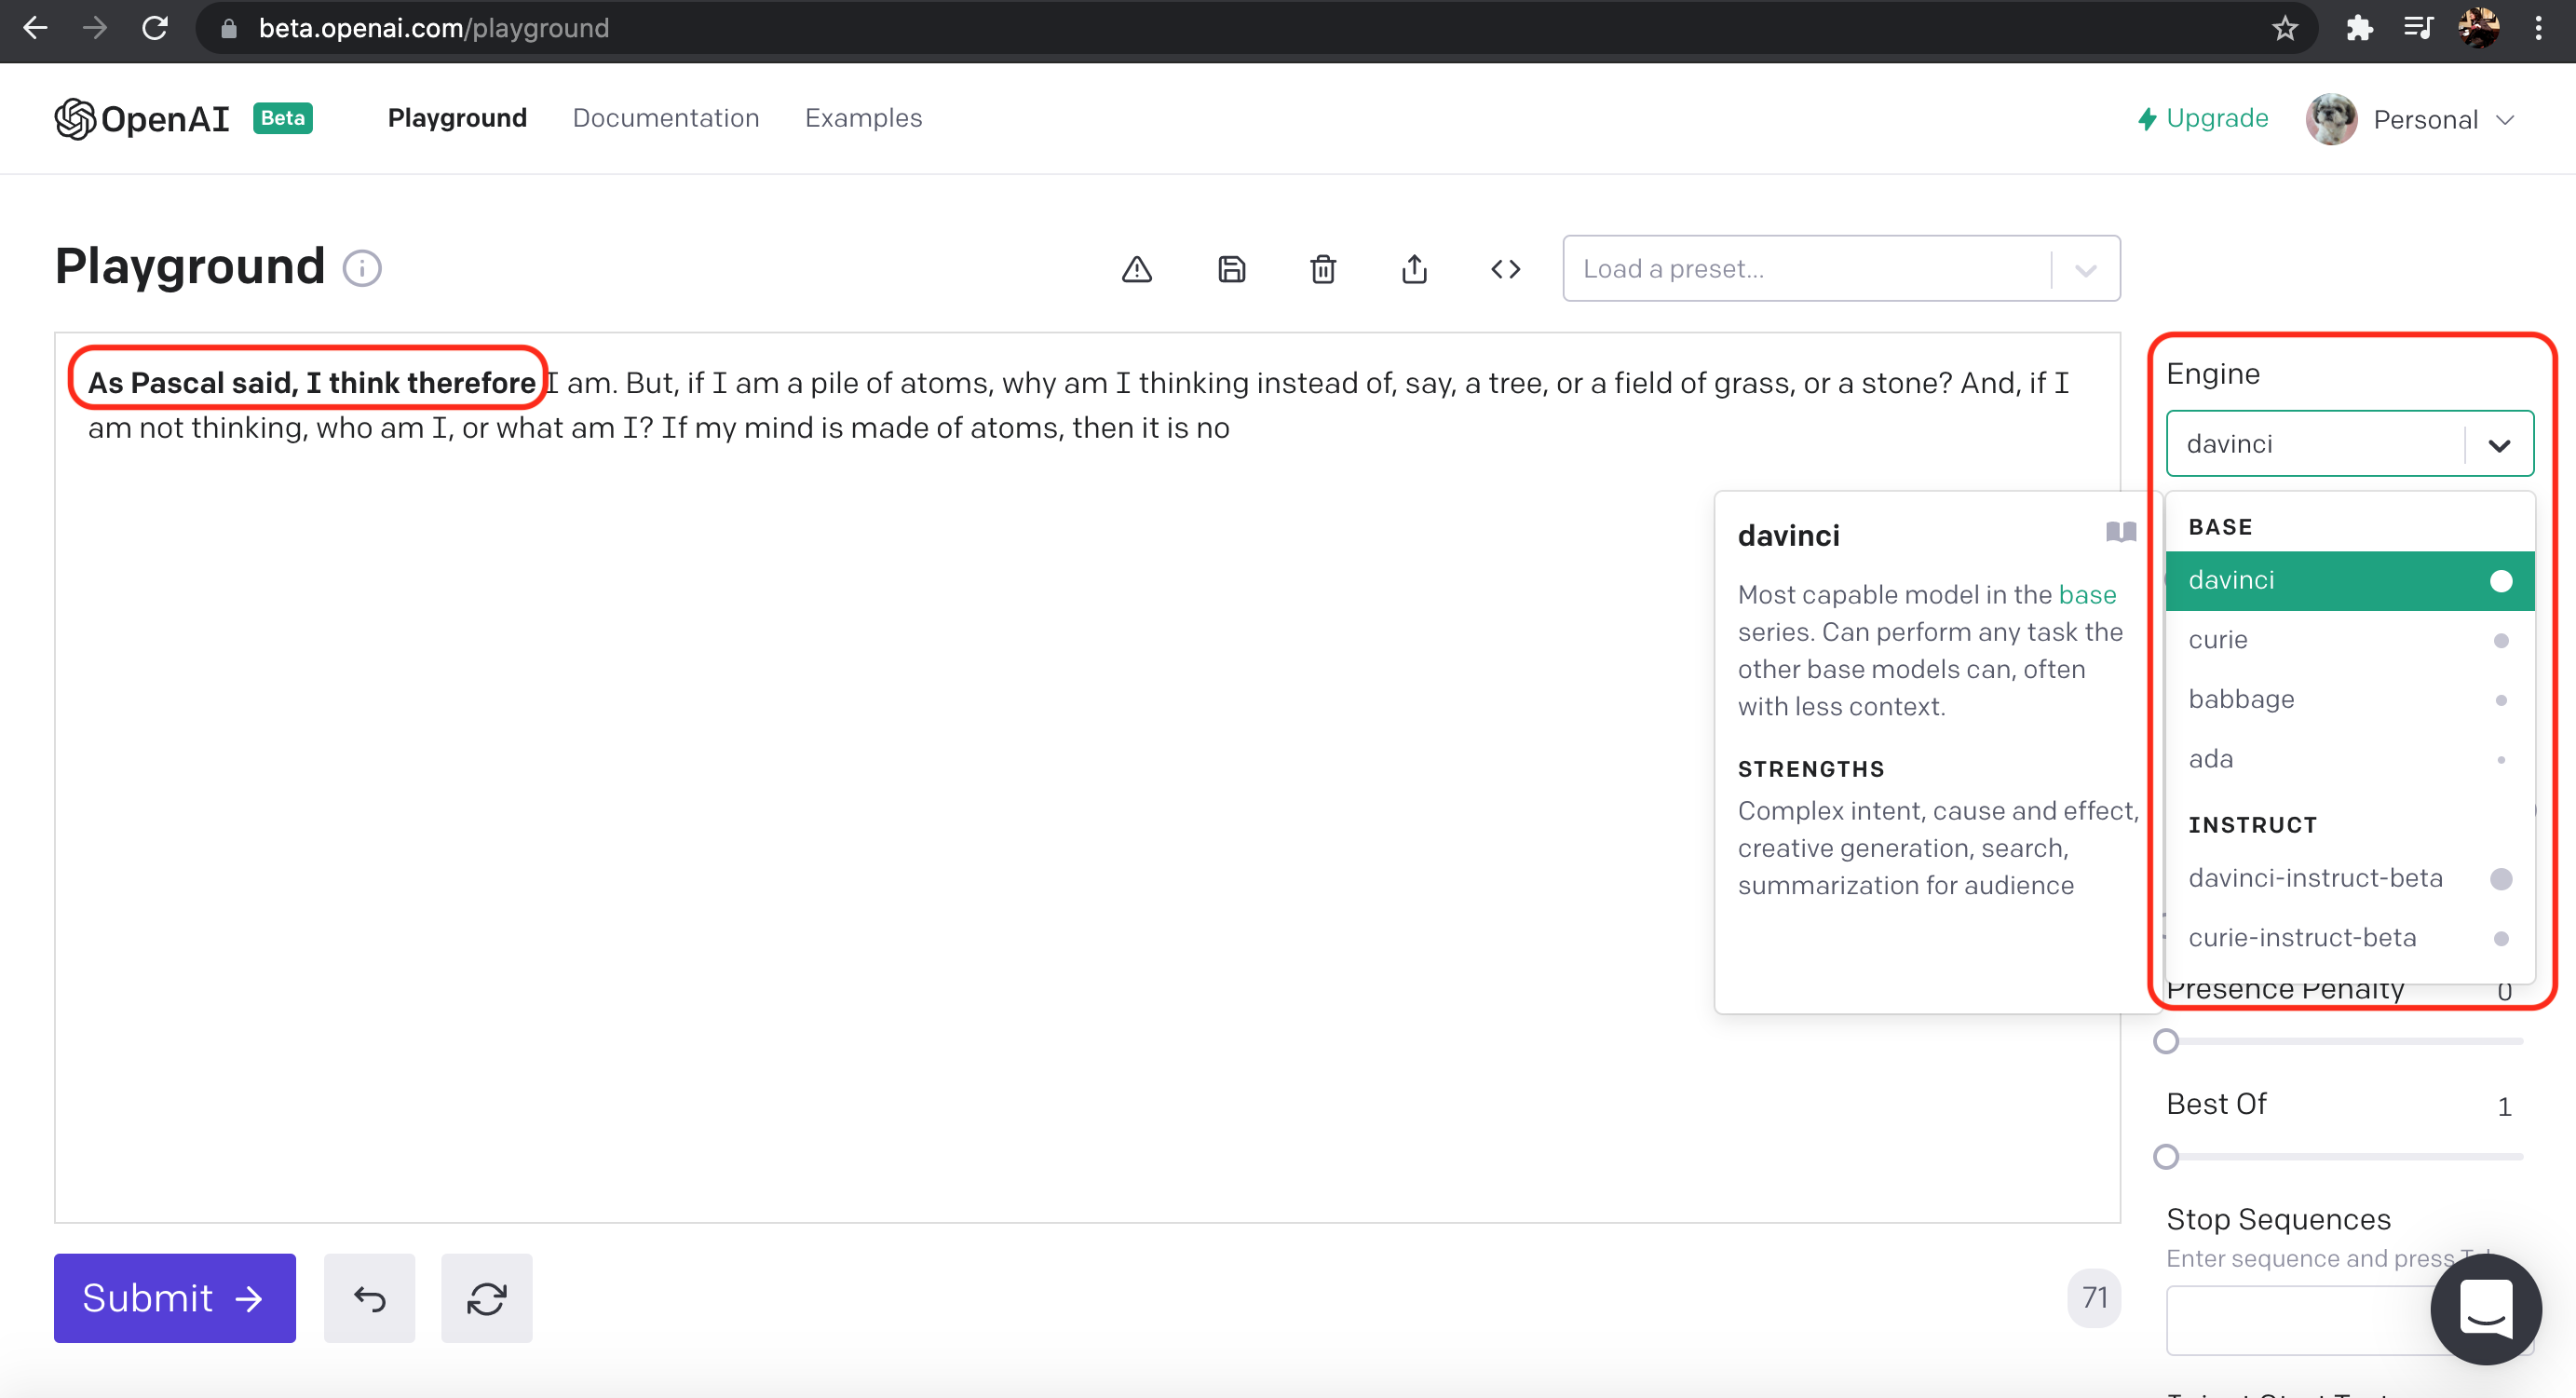 beta.openai.com/playground
OpenAI Beta Playground Documentation Examples Upgrade Personal
Playground Load a preset...
As Pascal said, I think therefore I am. But, if I am a pile of atoms, why am I thinking instead of, say, a tree, or a field of grass, or a stone? And, if I
am not thinking, who am I, or what am I? If my mind is made of atoms, then it is no
Engine
davinci
davinci
Most capable model in the base
series. Can perform any task the
other base models can, often
with less context.
STRENGTHS
Complex intent, cause and effect,
creative generation, search,
summarization for audience
BASE
davinci
curie
babbage
ada
INSTRUCT
davinci-instruct-beta
curie-instruct-beta
Presence Penalty 0
Best Of 1
Stop Sequences
Enter sequence and press
Submit
71